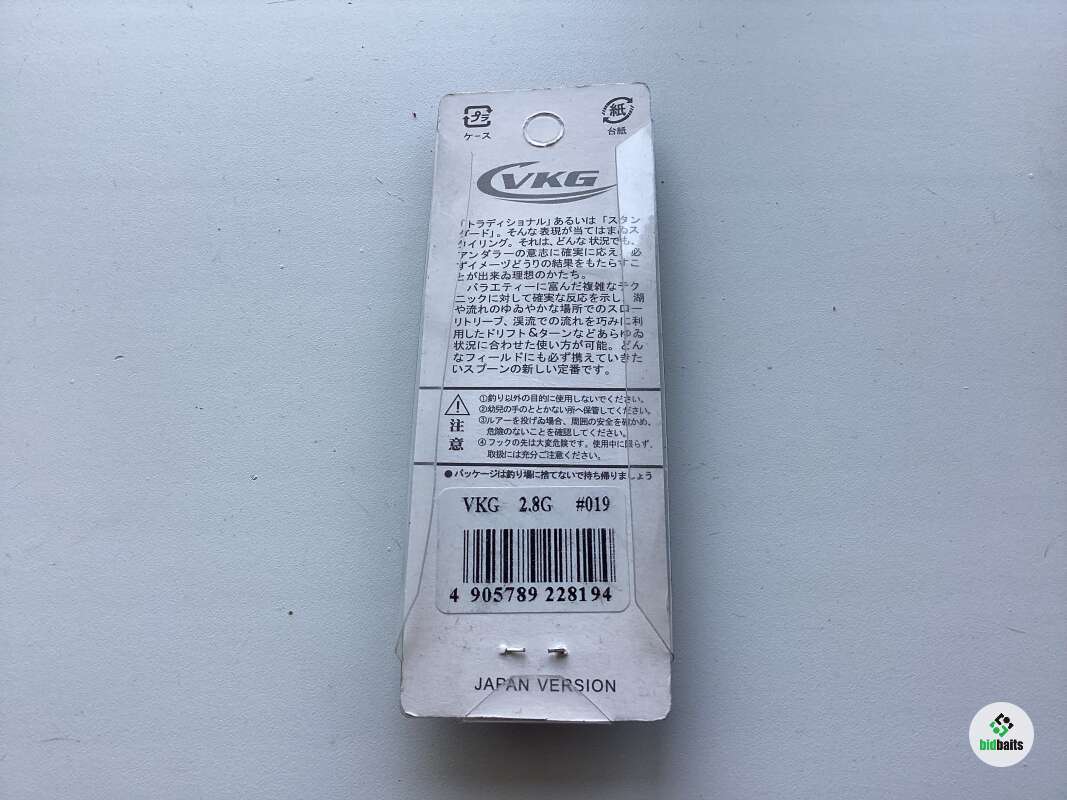 プラ
紙
ケース
台紙
VKG
「トラディショナル」あるいは「スタン
ダード」。そんな表現が当てはまゐス
タイリング。それは、どんな状況でも、
アンダラーの意志に確実に応え、必
ずイメーヅどうりの結果をもたらすこ
とが出来ゐ理想のかたち。
バラエティーに富んだ複雑なテク
ニックに対して確実な反応を示し、湖
や流れのゆゐやかな場所でのスロー
リトリーブ、渓流での流れを巧みに利
用したドリフト&ターンなどあらゆゐ
状況に合わせた使い方が可能。どん
なフィールドにも必ず携えていきた
いスプーンの新しい定番です。
注意
①釣り以外の目的に使用しないでください。
②幼兒の手のととかない所へ保管してください。
③ルアーを投げゐ場合、周囲の安全を確かめ、
危険のないことを確認してください。
④フックの先は大変危険です。使用中に限らず、
取扱には充分ご注意ください。
●パッケージは釣り場に捨てないで持ち帰りましょう
VKG 2.8G #019
4 905789 228194
JAPAN VERSION
bidbaits